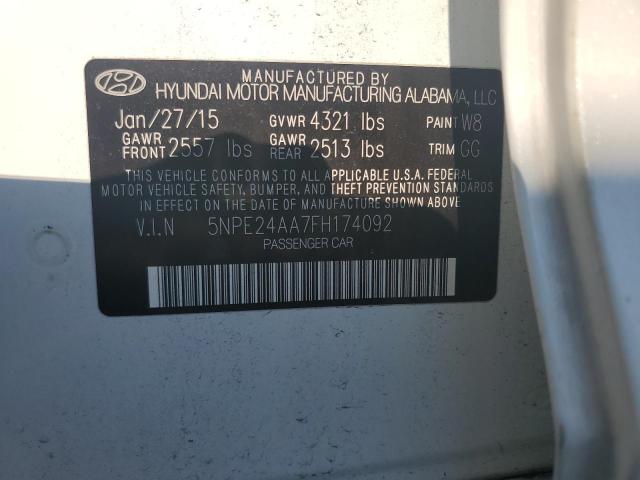 MANUFACTURED BY
HYUNDAI MOTOR MANUFACTURING ALABAMA, LLC
Jan/27/15 GVWR 4321 lbs PAINT W8
GAWR FRONT 2557 lbs GAWR REAR 2513 lbs TRIM GG
THIS VEHICLE CONFORMS TO ALL APPLICABLE U.S.A. FEDERAL
MOTOR VEHICLE SAFETY, BUMPER, AND THEFT PREVENTION STANDARDS
IN EFFECT ON THE DATE OF MANUFACTURE SHOWN ABOVE.
V.I.N 5NPE24AA7FH174092
PASSENGER CAR